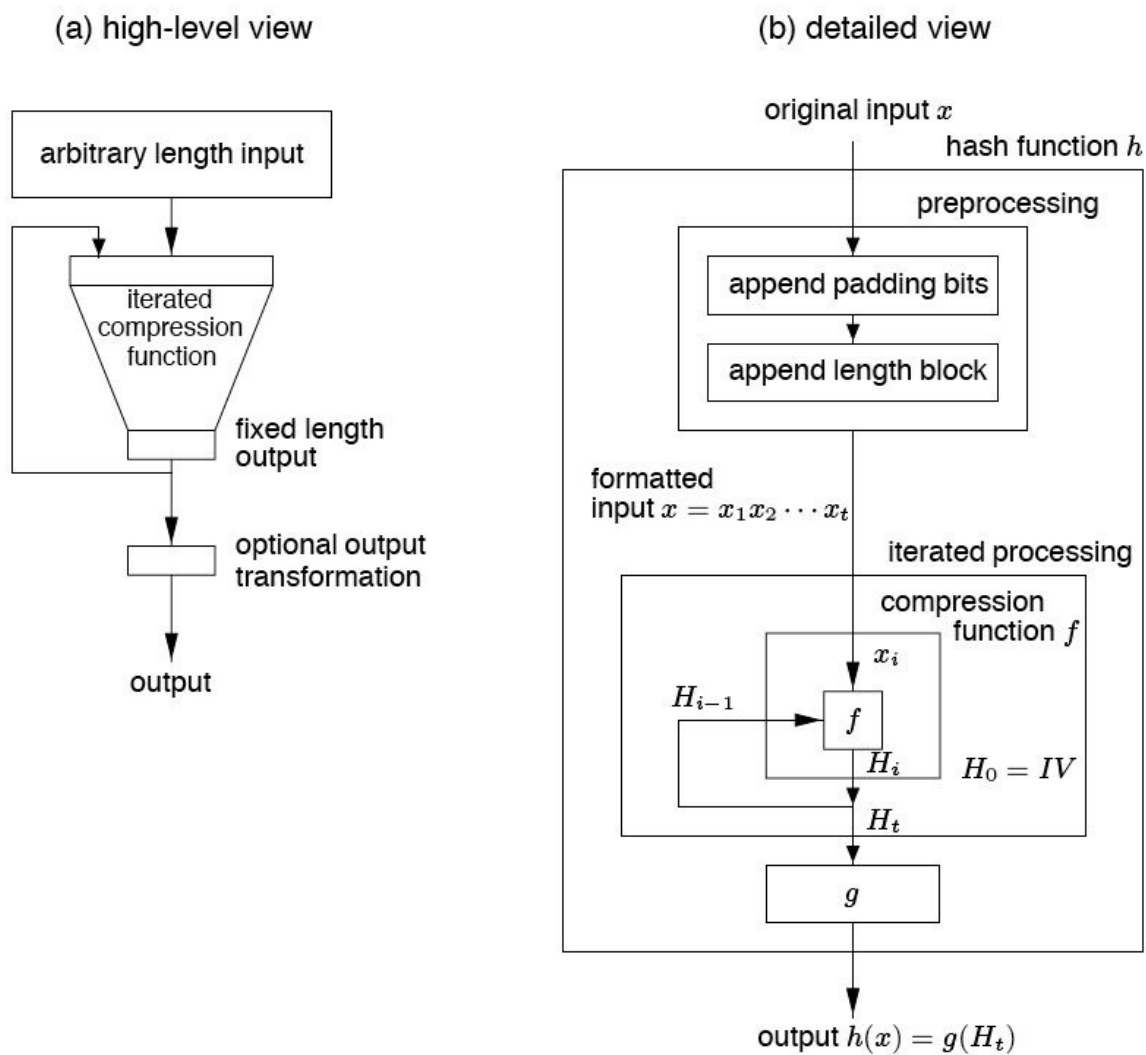 (a) high-level view
arbitrary length input
iterated
compression
function
fixed length
output
optional output
transformation
output
(b) detailed view
original input x
hash function h
preprocessing
append padding bits
append length block
formatted
input x = x₁x₂ ⋯ xₜ
iterated processing
compression
function f
xᵢ
Hᵢ₋₁
f
Hᵢ
H₀ = IV
Hₜ
g
output h(x) = g(Hₜ)